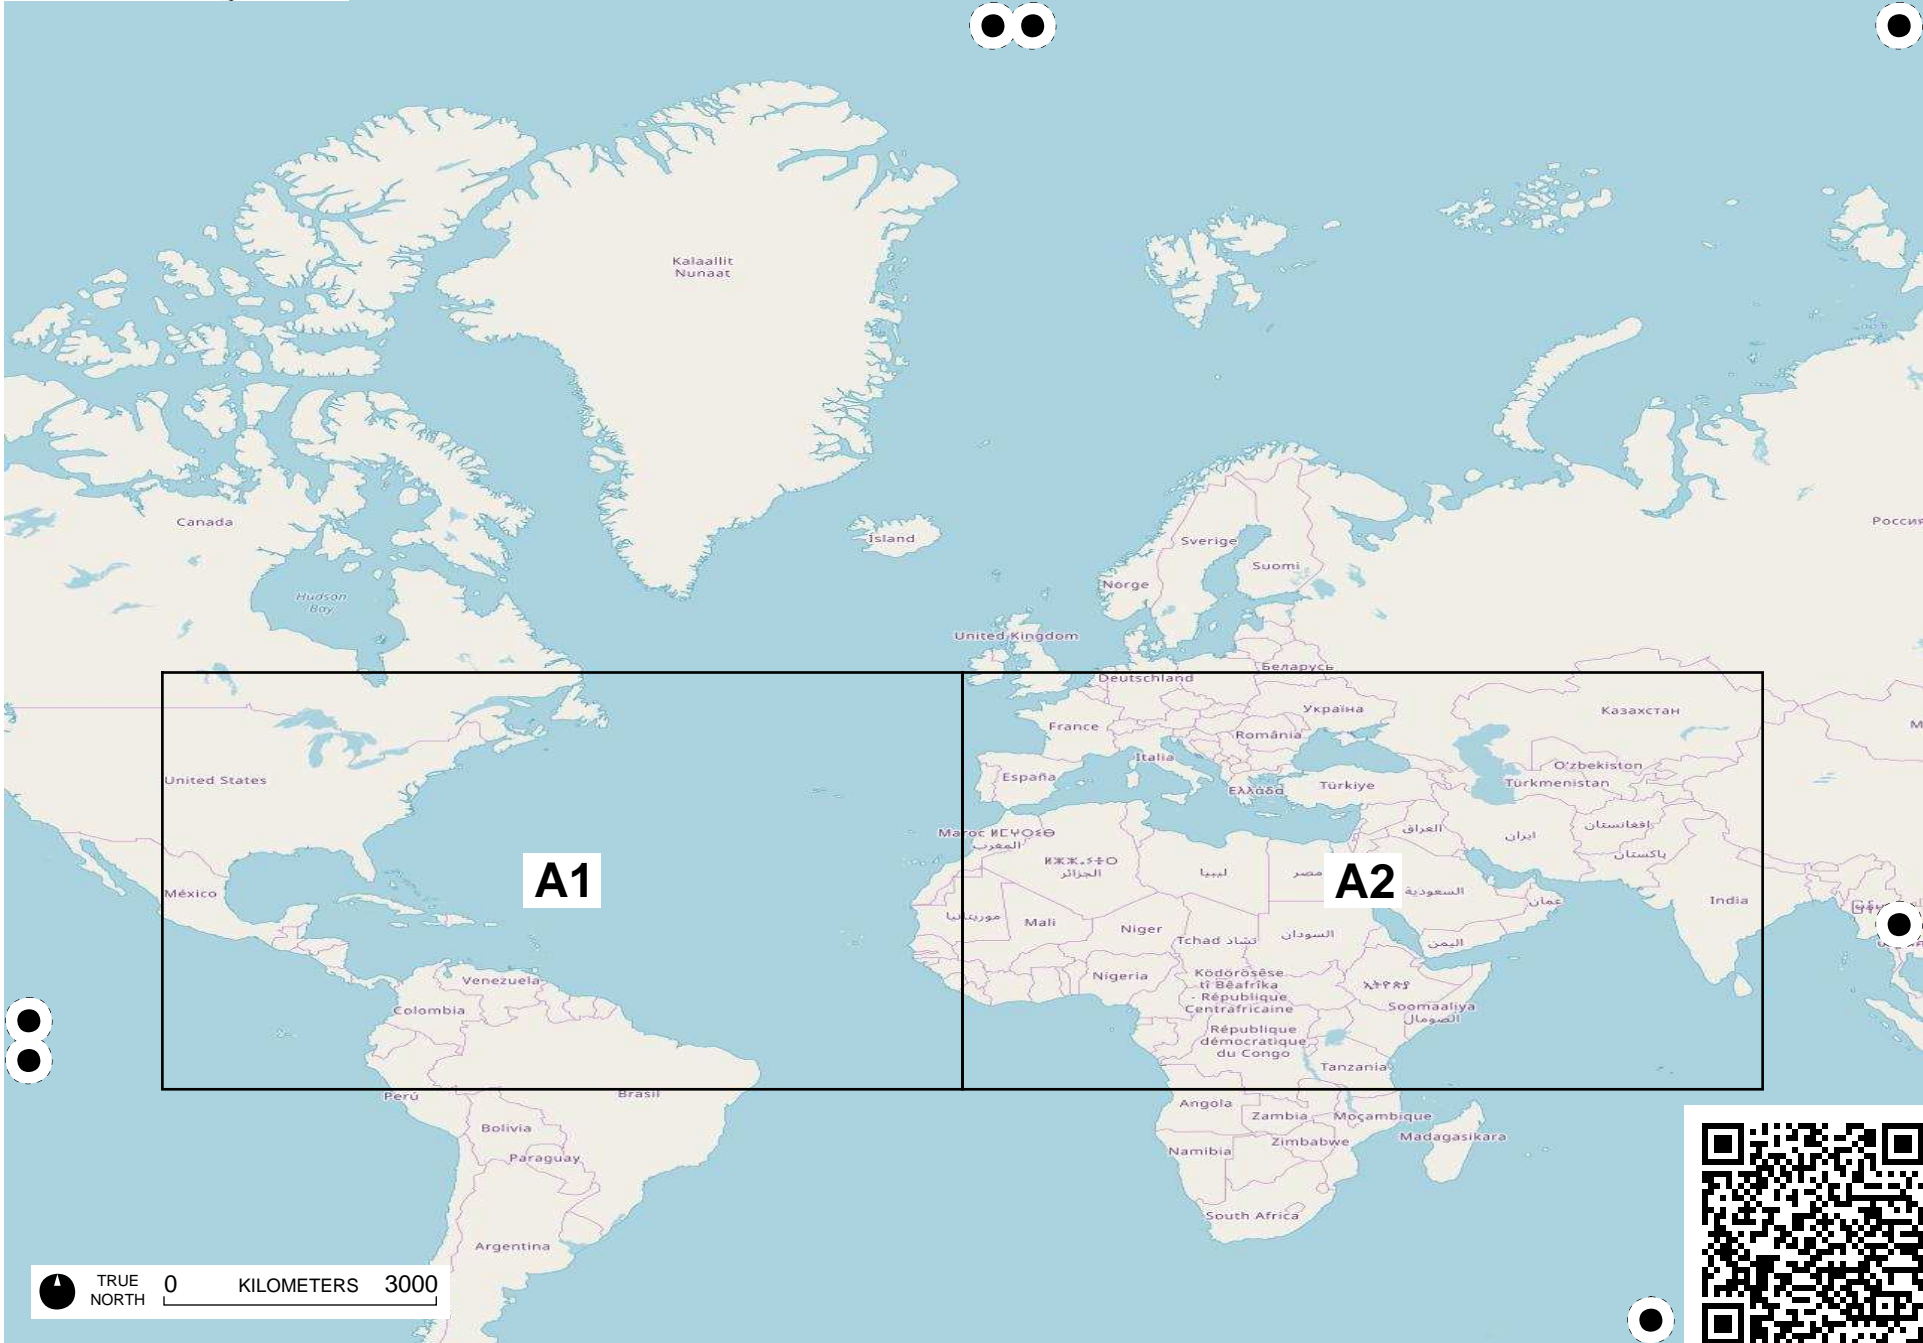 Kalaallit
Nunaat
Canada
Ísland
Sverige
Suomi
Norge
Hudson
Bay
United Kingdom
Беларусь
Deutschland
Україна
Казахстан
France
România
Italia
O'zbekiston
United States
España
Ελλάδα
Türkiye
Türkmenistan
Maroc ⵍⵎⵖⵔⵉⴱ
المغرب
العراق
ایران
افغانستان
پاکستان
الجزائر
ليبيا
مصر
السعودية
عمان
México
A1
A2
India
موريتانيا
Mali
Niger
Tchad تشاد
السودان
اليمن
Venezuela
Nigeria
Ködörösêse
tî Bêafrîka
- République
Centrafricaine
Colombia
Soomaaliya
الصومال
République
démocratique
du Congo
Tanzania
Perú
Brasil
Angola
Zambia
Moçambique
Bolivia
Zimbabwe
Madagasikara
Paraguay
Namibia
South Africa
Argentina
TRUE
NORTH
0 KILOMETERS 3000